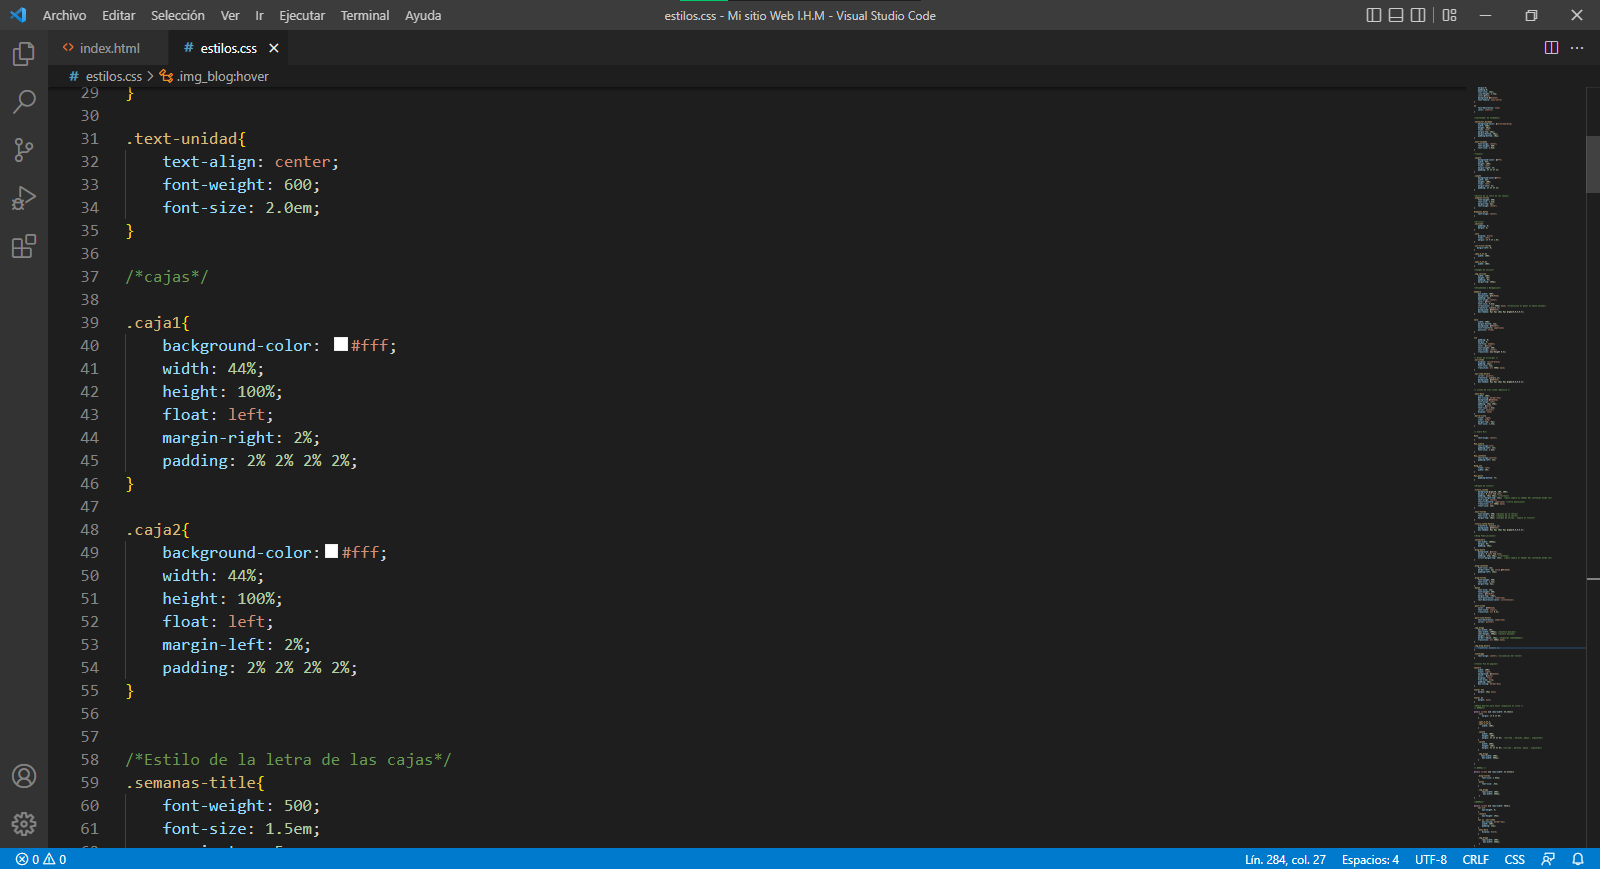 Archivo Editar Selección Ver Ir Ejecutar Terminal Ayuda estilos.css - Mi sitio Web I.H.M - Visual Studio Code
index.html # estilos.css
# estilos.css > .img_blog:hover
29 }
30
31 .text-unidad{
32 text-align: center;
33 font-weight: 600;
34 font-size: 2.0em;
35 }
36
37 /*cajas*/
38
39 .caja1{
40 background-color: #fff;
41 width: 44%;
42 height: 100%;
43 float: left;
44 margin-right: 2%;
45 padding: 2% 2% 2% 2%;
46 }
47
48 .caja2{
49 background-color: #fff;
50 width: 44%;
51 height: 100%;
52 float: left;
53 margin-left: 2%;
54 padding: 2% 2% 2% 2%;
55 }
56
57
58 /*Estilo de la letra de las cajas*/
59 .semanas-title{
60 font-weight: 500;
61 font-size: 1.5em;
0 0 Lín. 284, col. 27 Espacios: 4 UTF-8 CRLF CSS